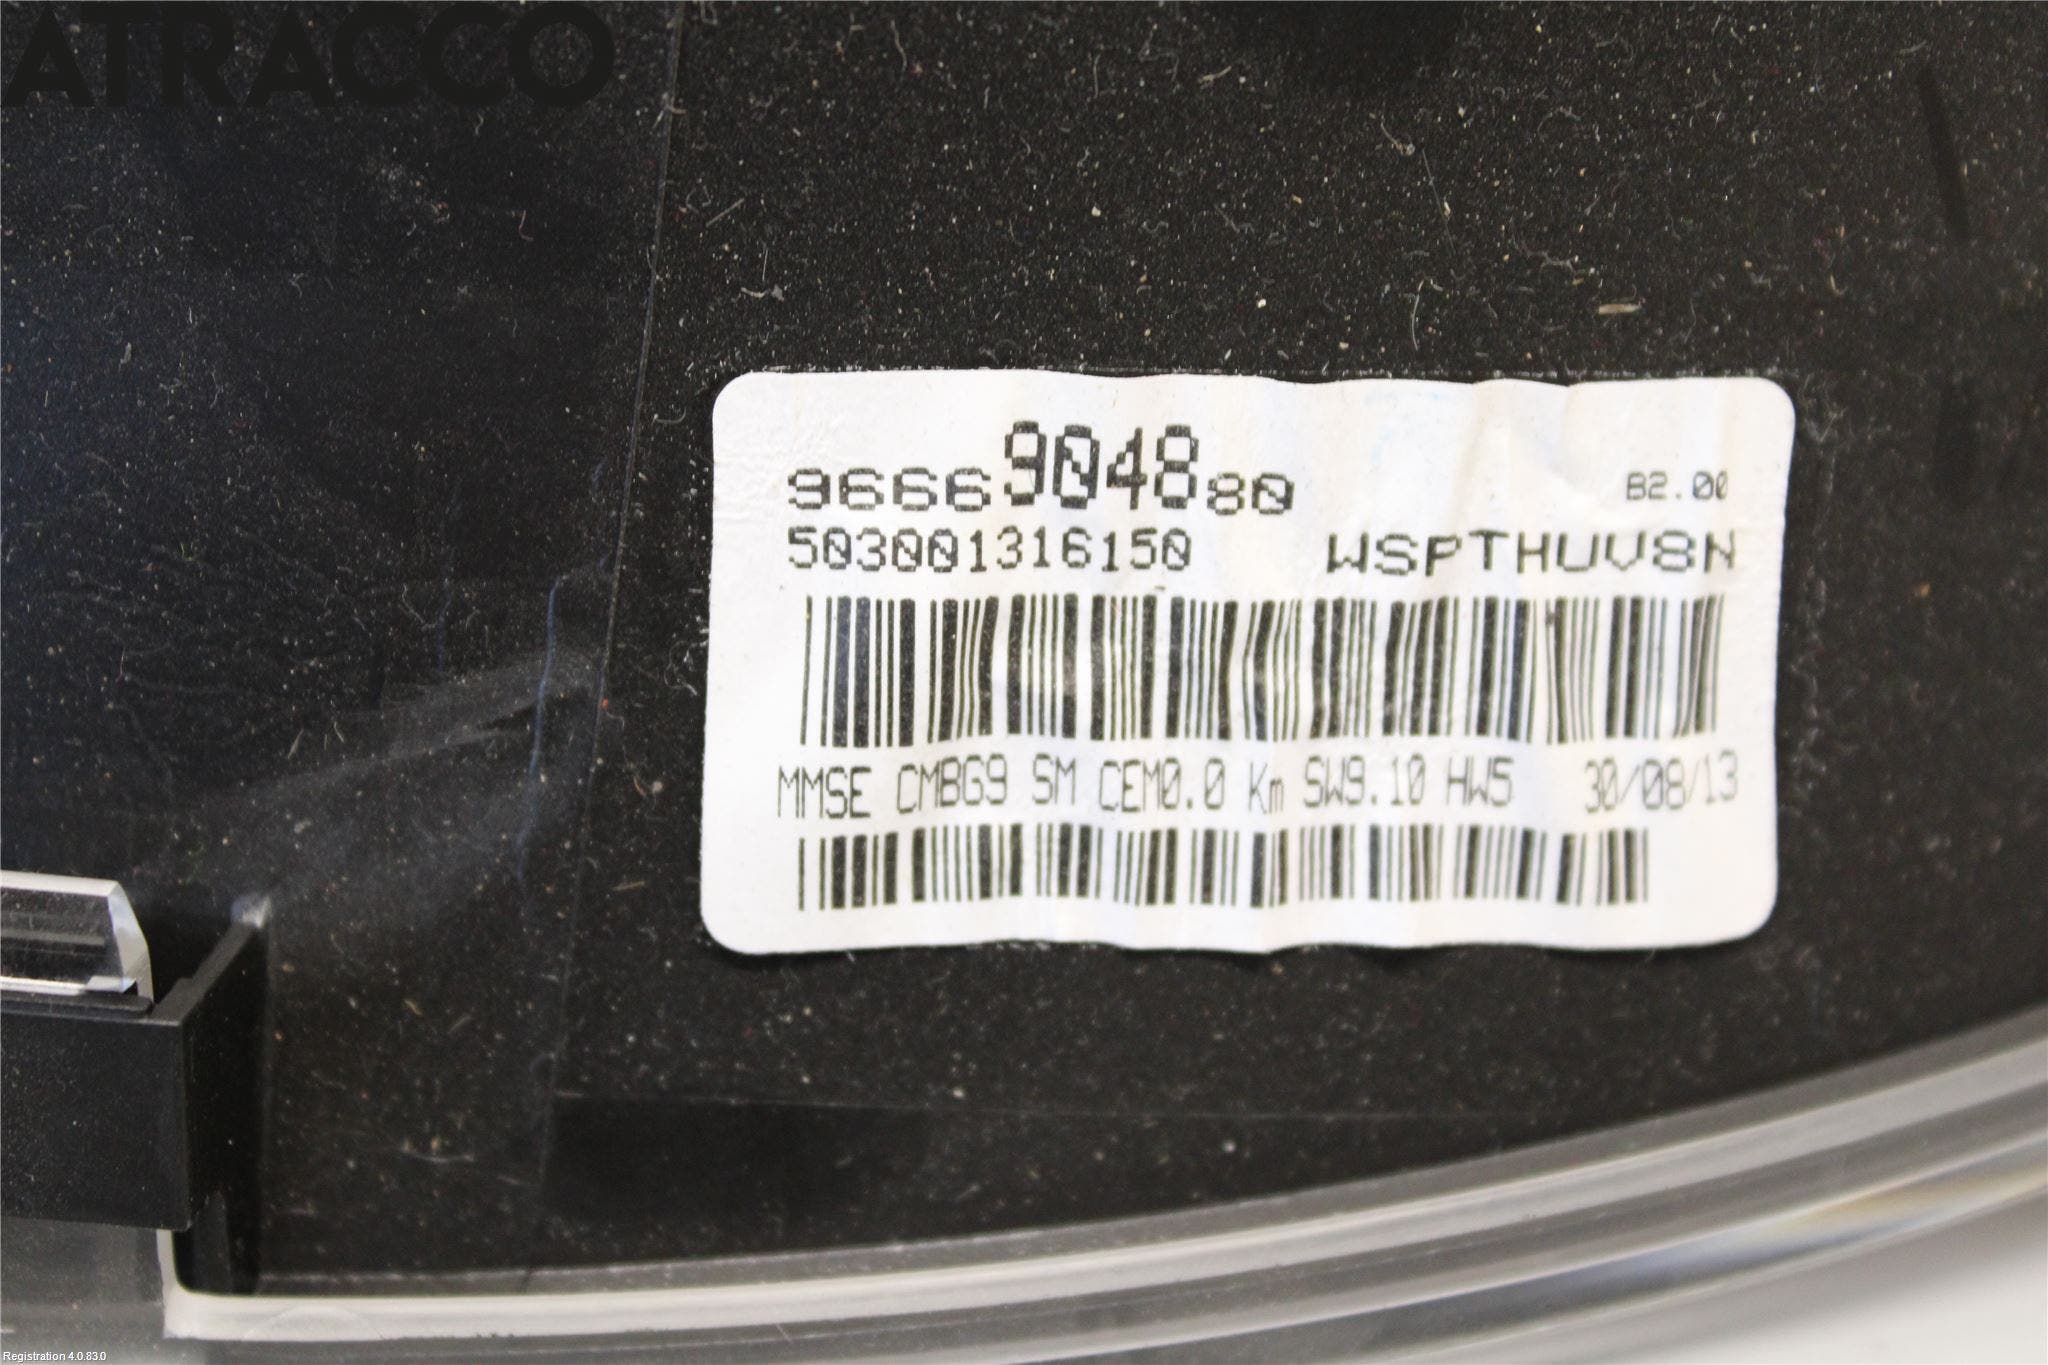 ATRACCO
9666904880
B2.00
503001316150 WSPTHUV8N
MMSE CMBG9 SM CEM0.0 Km SW9.10 HW5 30/08/13
Registration 4.0.83.0